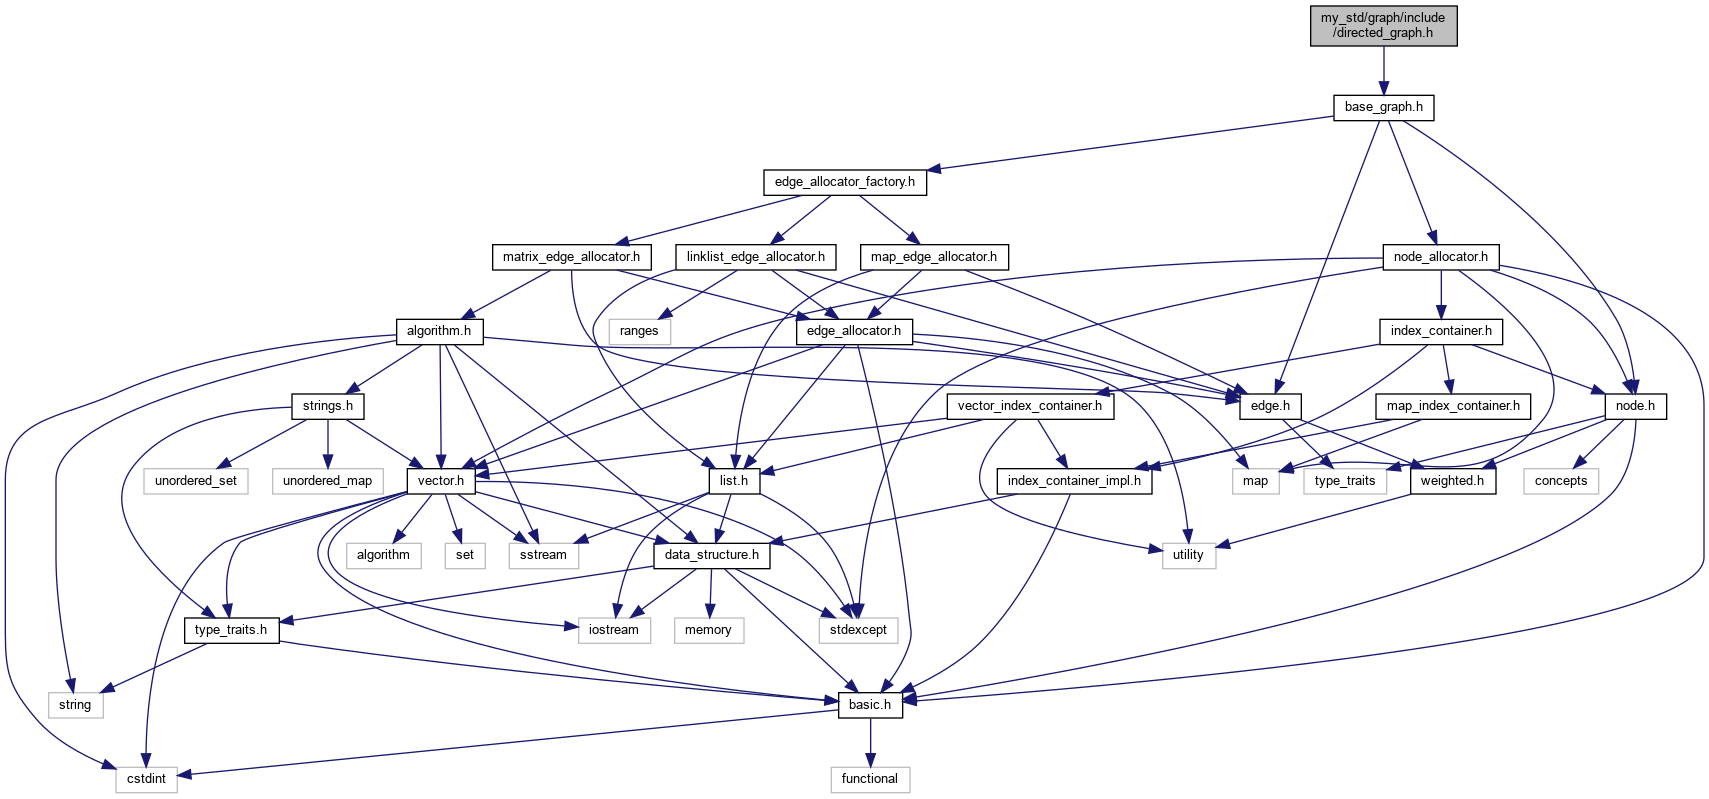 my_std/graph/include
/directed_graph.h
base_graph.h
edge_allocator_factory.h
matrix_edge_allocator.h
linklist_edge_allocator.h
map_edge_allocator.h
node_allocator.h
algorithm.h
ranges
edge_allocator.h
index_container.h
strings.h
vector_index_container.h
edge.h
map_index_container.h
node.h
unordered_set
unordered_map
vector.h
list.h
index_container_impl.h
map
type_traits
weighted.h
concepts
algorithm
set
sstream
data_structure.h
utility
type_traits.h
iostream
memory
stdexcept
string
basic.h
cstdint
functional